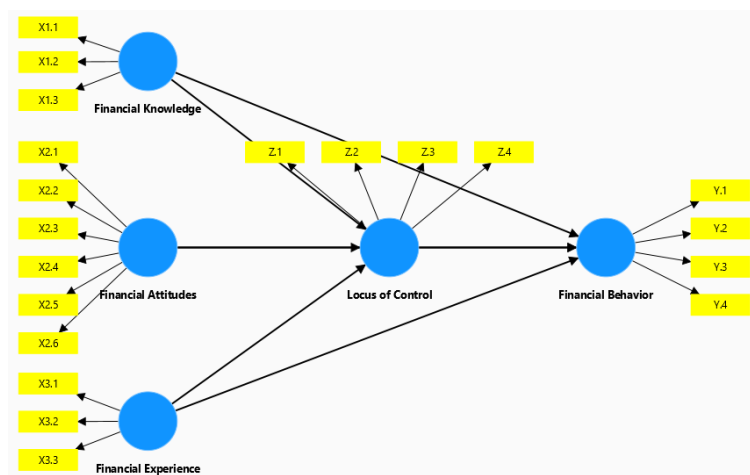 X1.1
X1.2
X1.3
Financial Knowledge
X2.1
X2.2
X2.3
X2.4
X2.5
X2.6
Financial Attitudes
X3.1
X3.2
X3.3
Financial Experience
Z.1
Z.2
Z.3
Z.4
Locus of Control
Y.1
Y.2
Y.3
Y.4
Financial Behavior